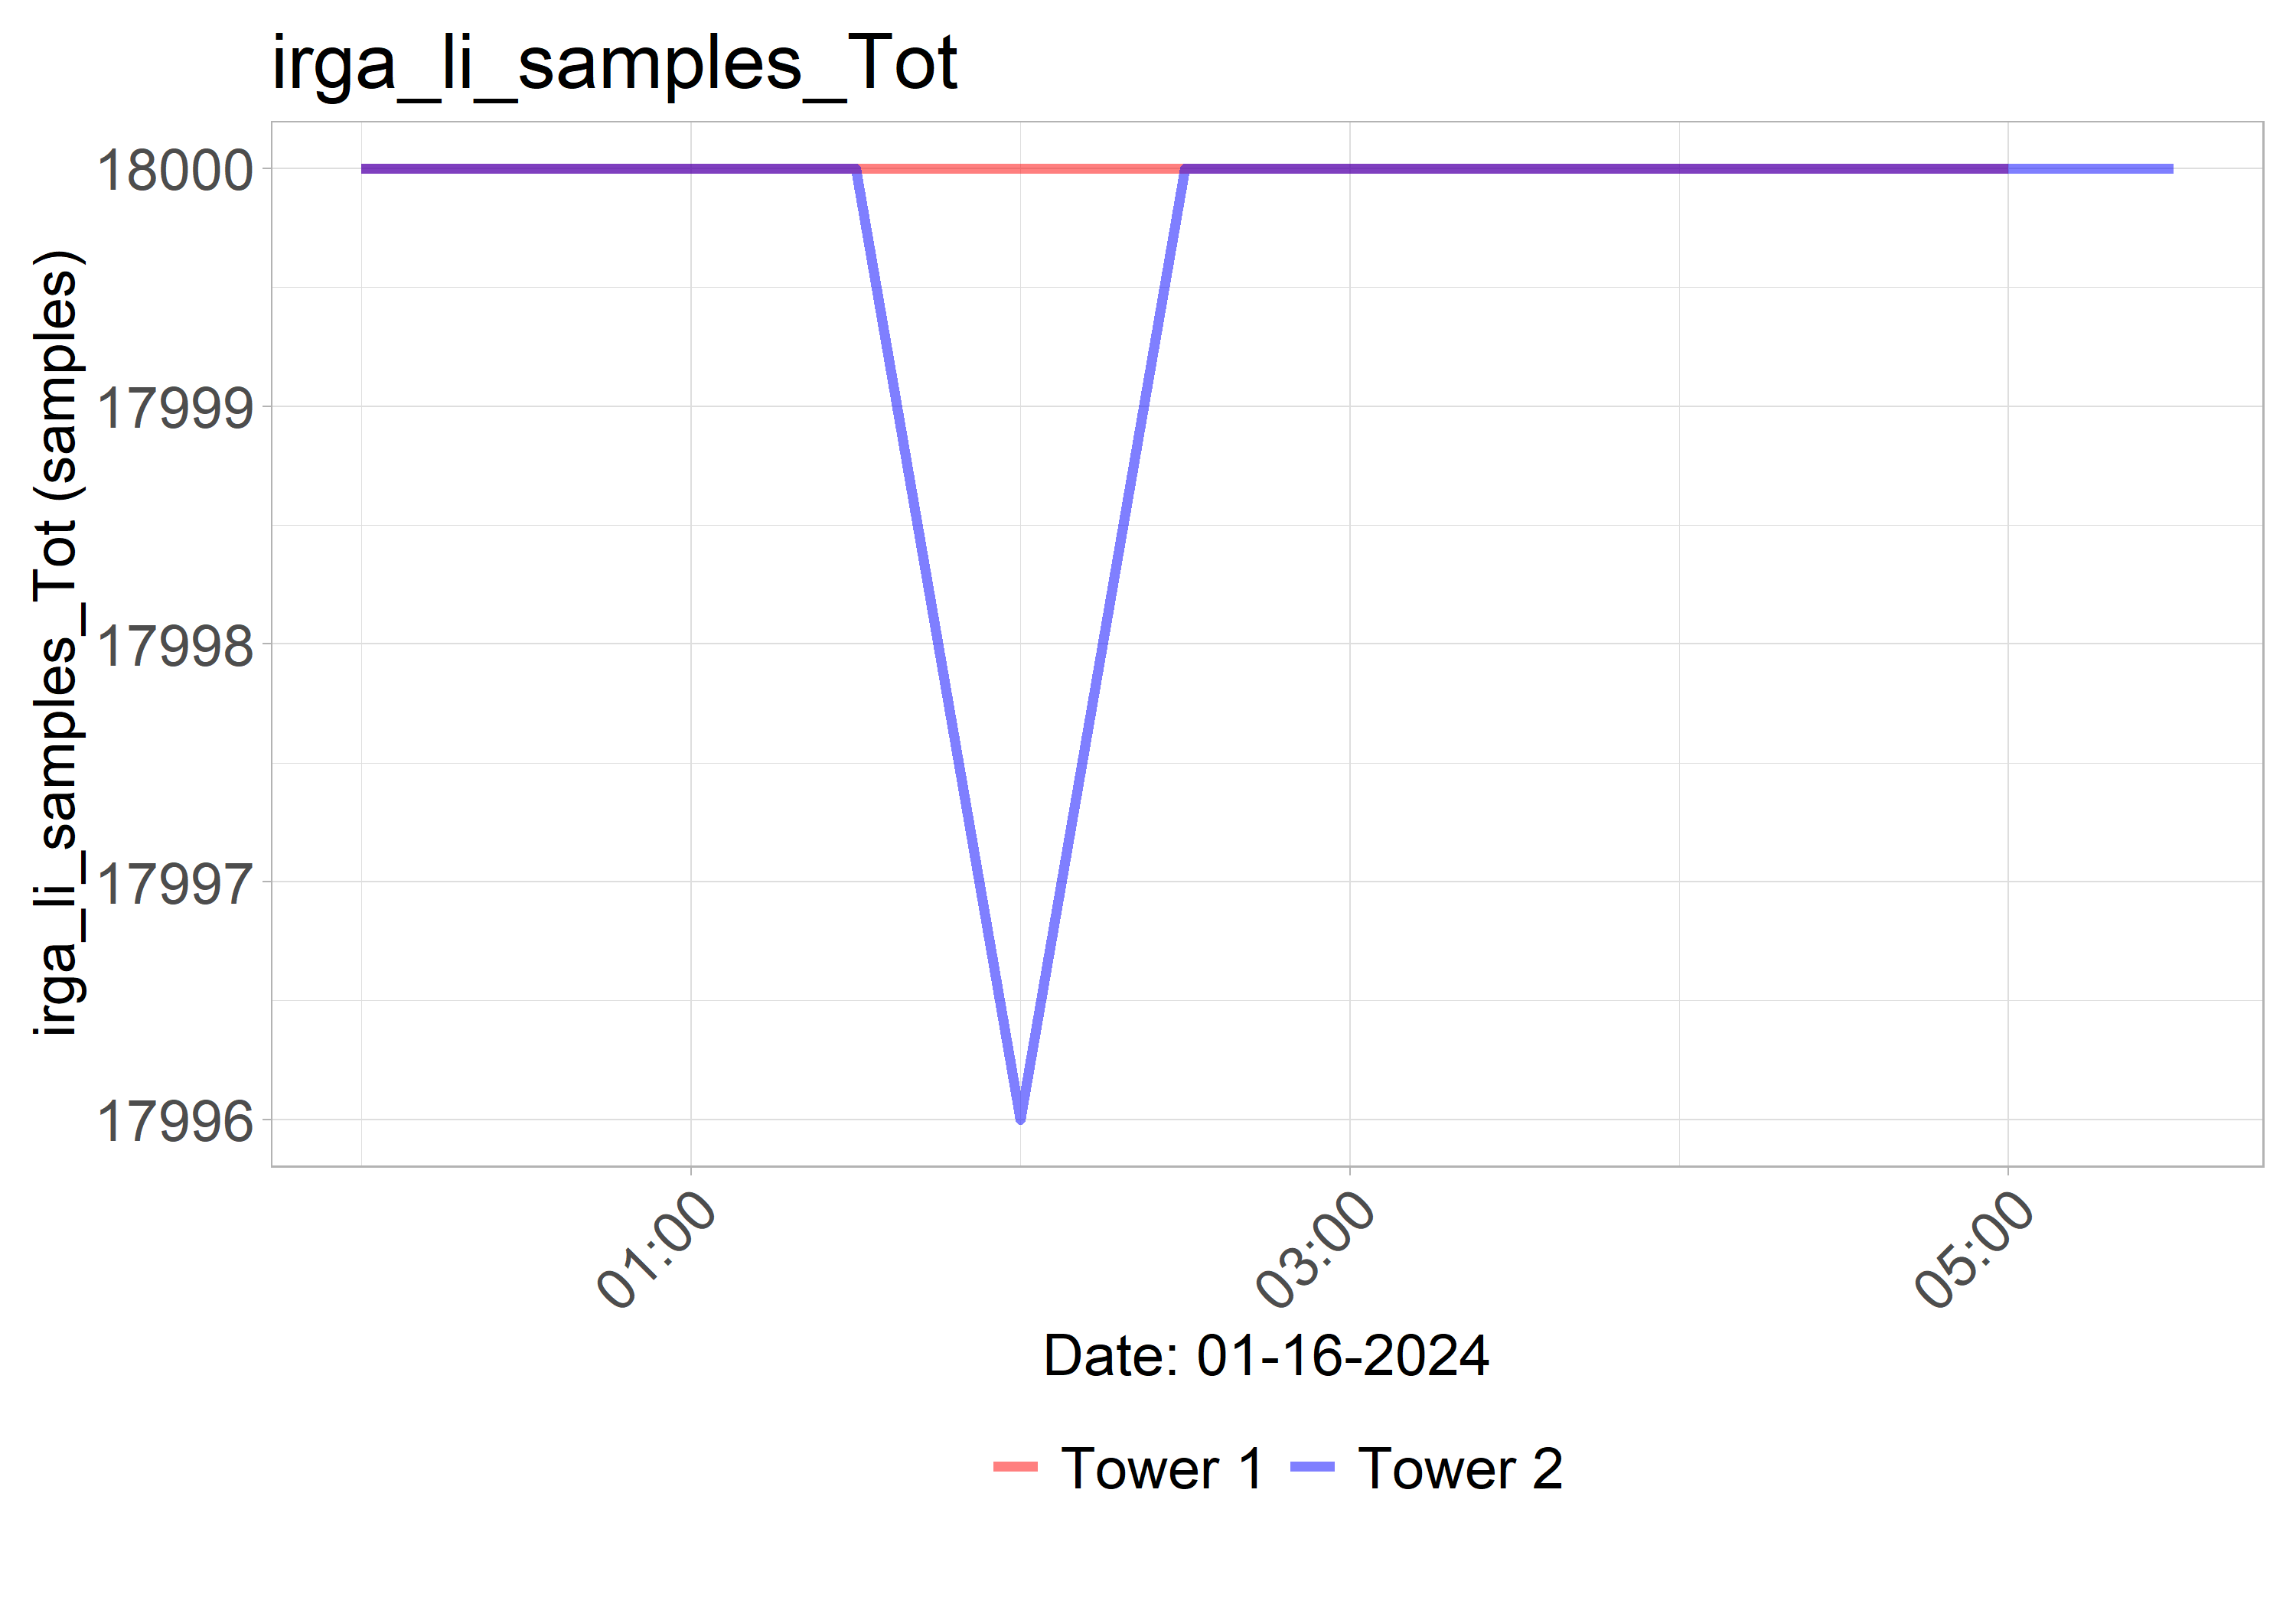 irga_li_samples_Tot
irga_li_samples_Tot (samples)
18000
17999
17998
17997
17996
01:00
03:00
05:00
Date: 01-16-2024
Tower 1
Tower 2